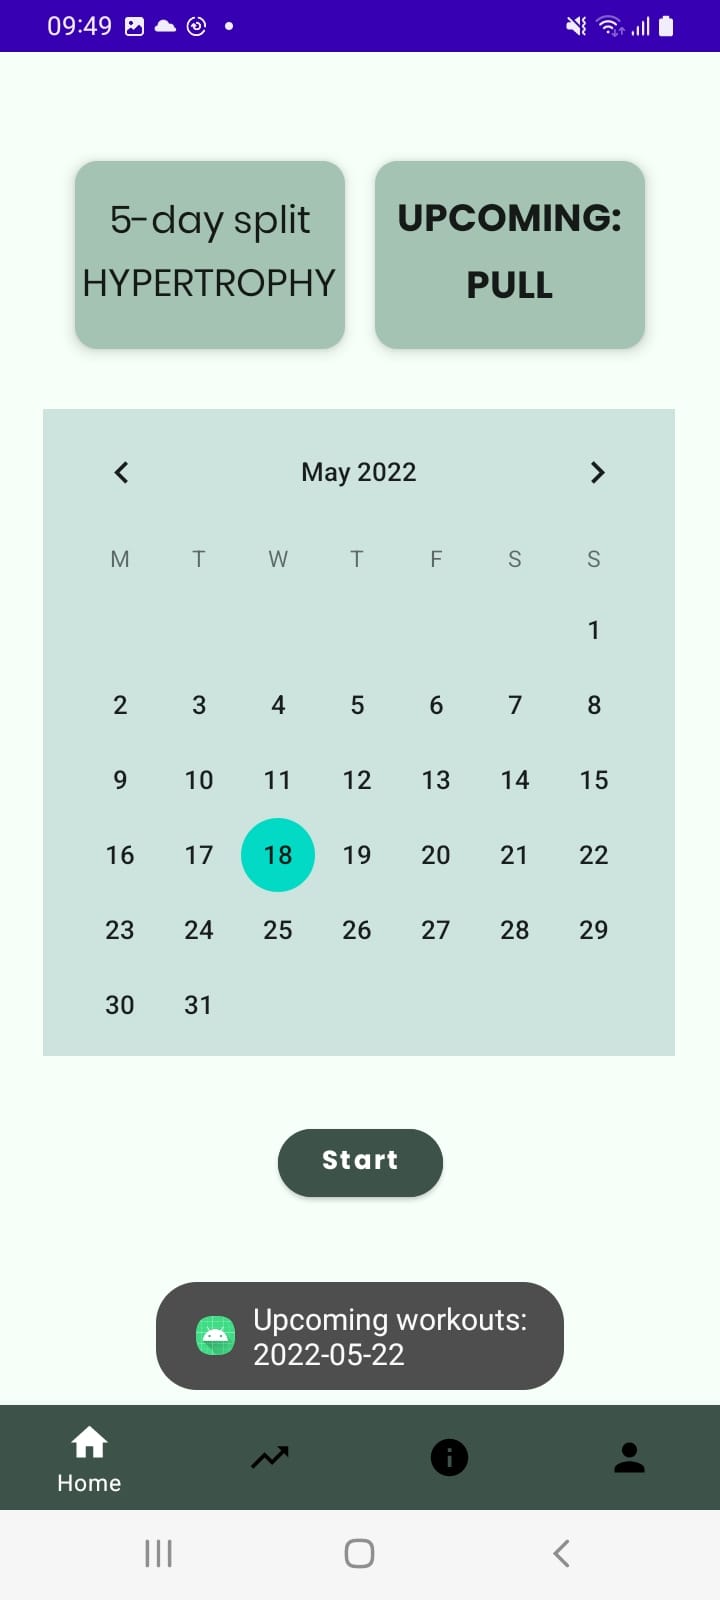 09:49
5-day split
HYPERTROPHY
UPCOMING:
PULL
May 2022
M T W T F S S
1
2 3 4 5 6 7 8
9 10 11 12 13 14 15
16 17 18 19 20 21 22
23 24 25 26 27 28 29
30 31
Start
Upcoming workouts:
2022-05-22
Home